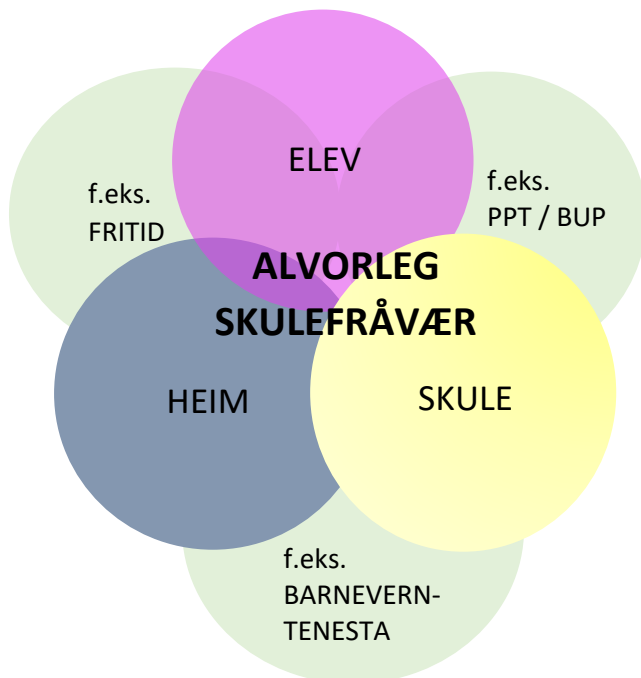 ELEV
f.eks.
FRITID
f.eks.
PPT / BUP
ALVORLEG
SKULEFRÅVÆR
HEIM
SKULE
f.eks.
BARNEVERN-
TENESTA